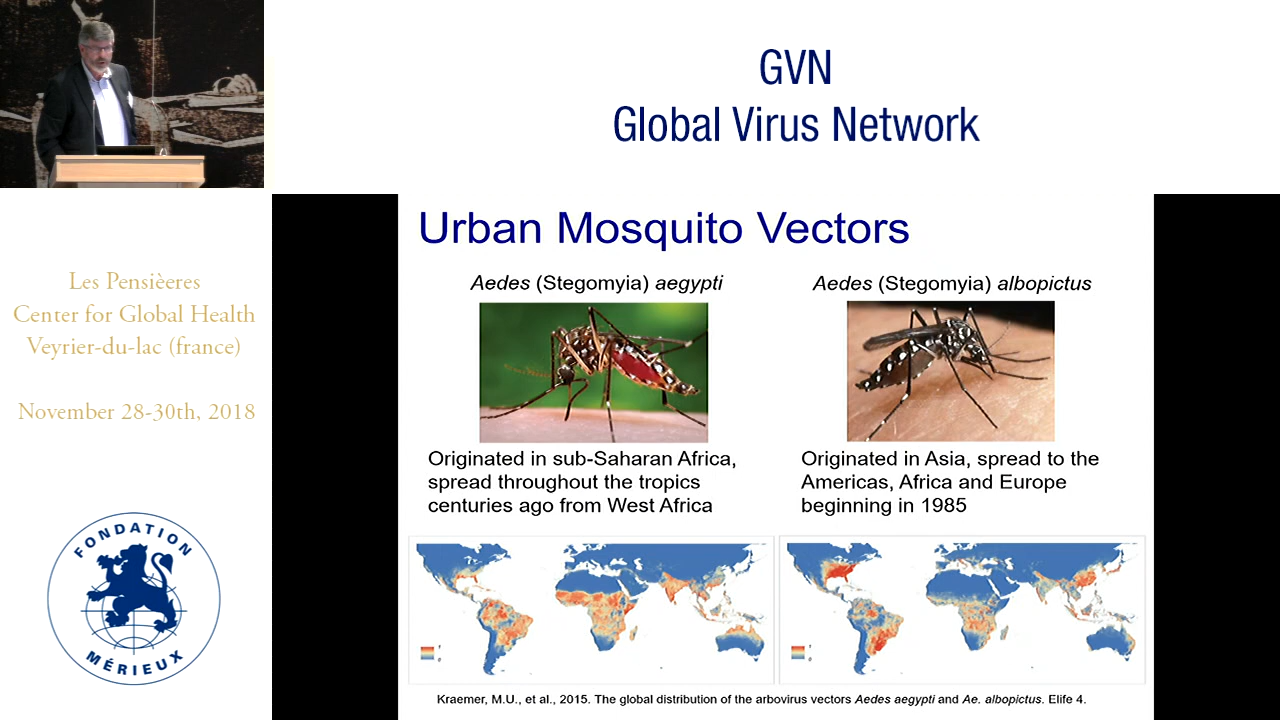 GVN
Global Virus Network
Les Pensièeres
Center for Global Health
Veyrier-du-lac (france)
November 28-30th, 2018
FONDATION
MÉRIEUX
Urban Mosquito Vectors
Aedes (Stegomyia) aegypti
Aedes (Stegomyia) albopictus
Originated in sub-Saharan Africa,
spread throughout the tropics
centuries ago from West Africa
Originated in Asia, spread to the
Americas, Africa and Europe
beginning in 1985
Kraemer, M.U., et al., 2015. The global distribution of the arbovirus vectors Aedes aegypti and Ae. albopictus. Elife 4.